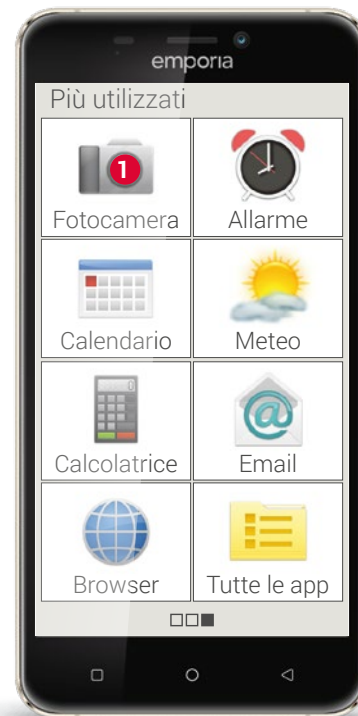 emporia
Più utilizzati
1
Fotocamera
Allarme
Calendario
Meteo
Calcolatrice
Email
Browser
Tutte le app